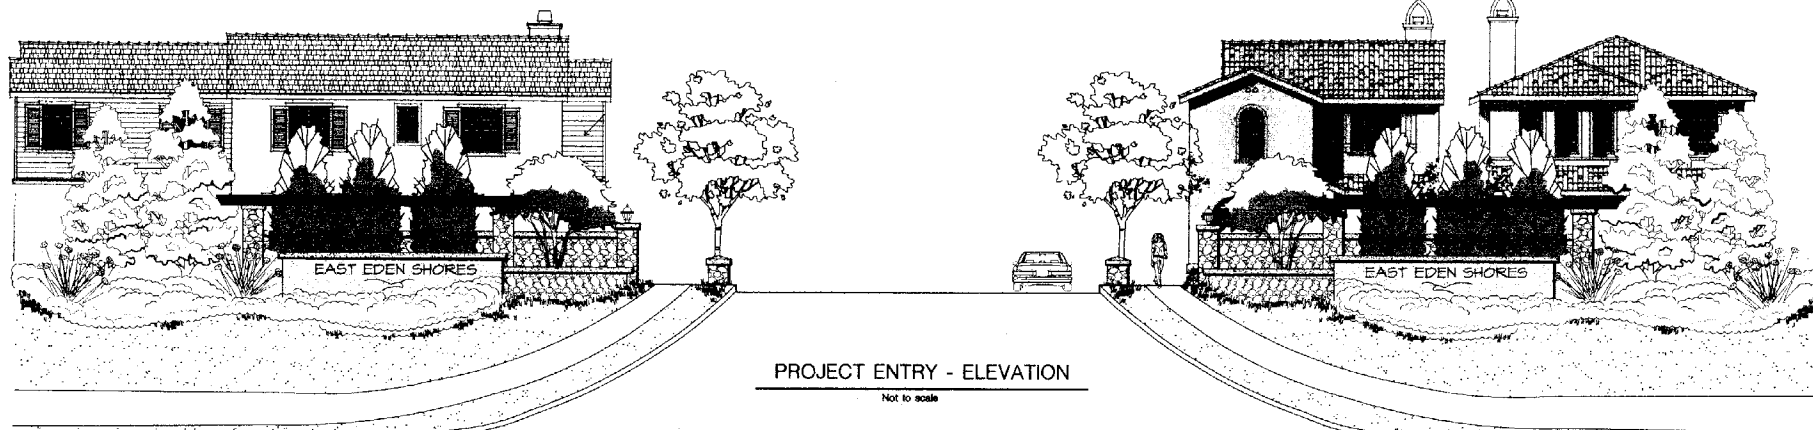 EAST EDEN SHORES
EAST EDEN SHORES
PROJECT ENTRY - ELEVATION
Not to scale